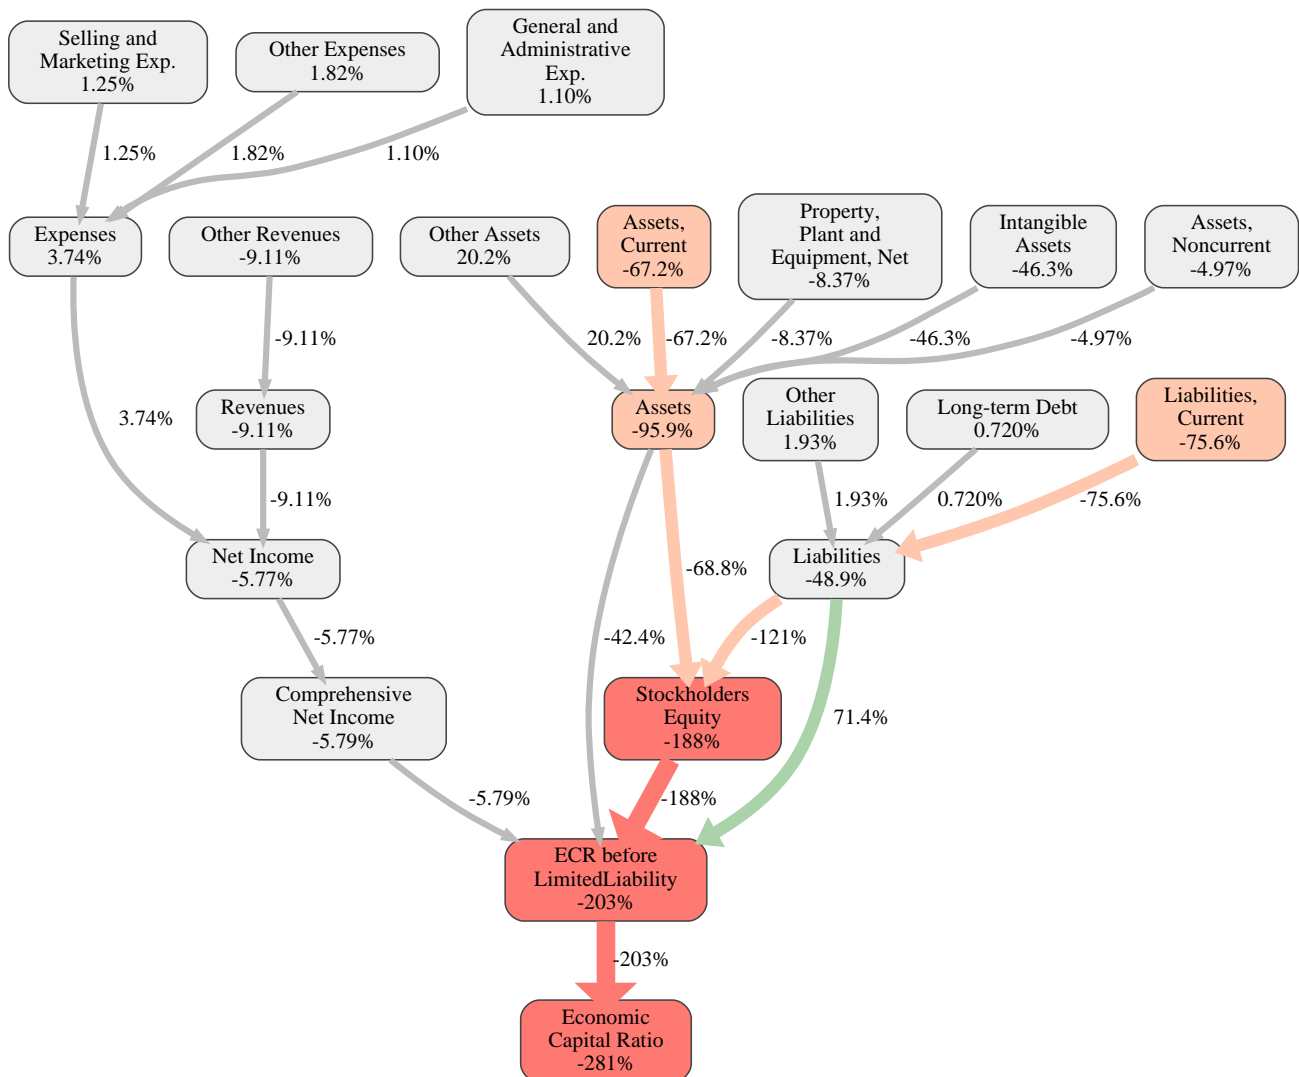 Selling and
Marketing Exp.
1.25%
Other Expenses
1.82%
General and
Administrative
Exp.
1.10%
1.25%
1.82%
1.10%
Expenses
3.74%
Other Revenues
-9.11%
Other Assets
20.2%
Assets,
Current
-67.2%
Property,
Plant and
Equipment, Net
-8.37%
Intangible
Assets
-46.3%
Assets,
Noncurrent
-4.97%
-9.11%
20.2%
-67.2%
-8.37%
-46.3%
-4.97%
3.74%
Revenues
-9.11%
Assets
-95.9%
Other
Liabilities
1.93%
Long-term Debt
0.720%
Liabilities,
Current
-75.6%
-9.11%
1.93%
0.720%
-75.6%
Net Income
-5.77%
-68.8%
Liabilities
-48.9%
-5.77%
-42.4%
-121%
Comprehensive
Net Income
-5.79%
Stockholders
Equity
-188%
71.4%
-5.79%
-188%
ECR before
LimitedLiability
-203%
-203%
Economic
Capital Ratio
-281%